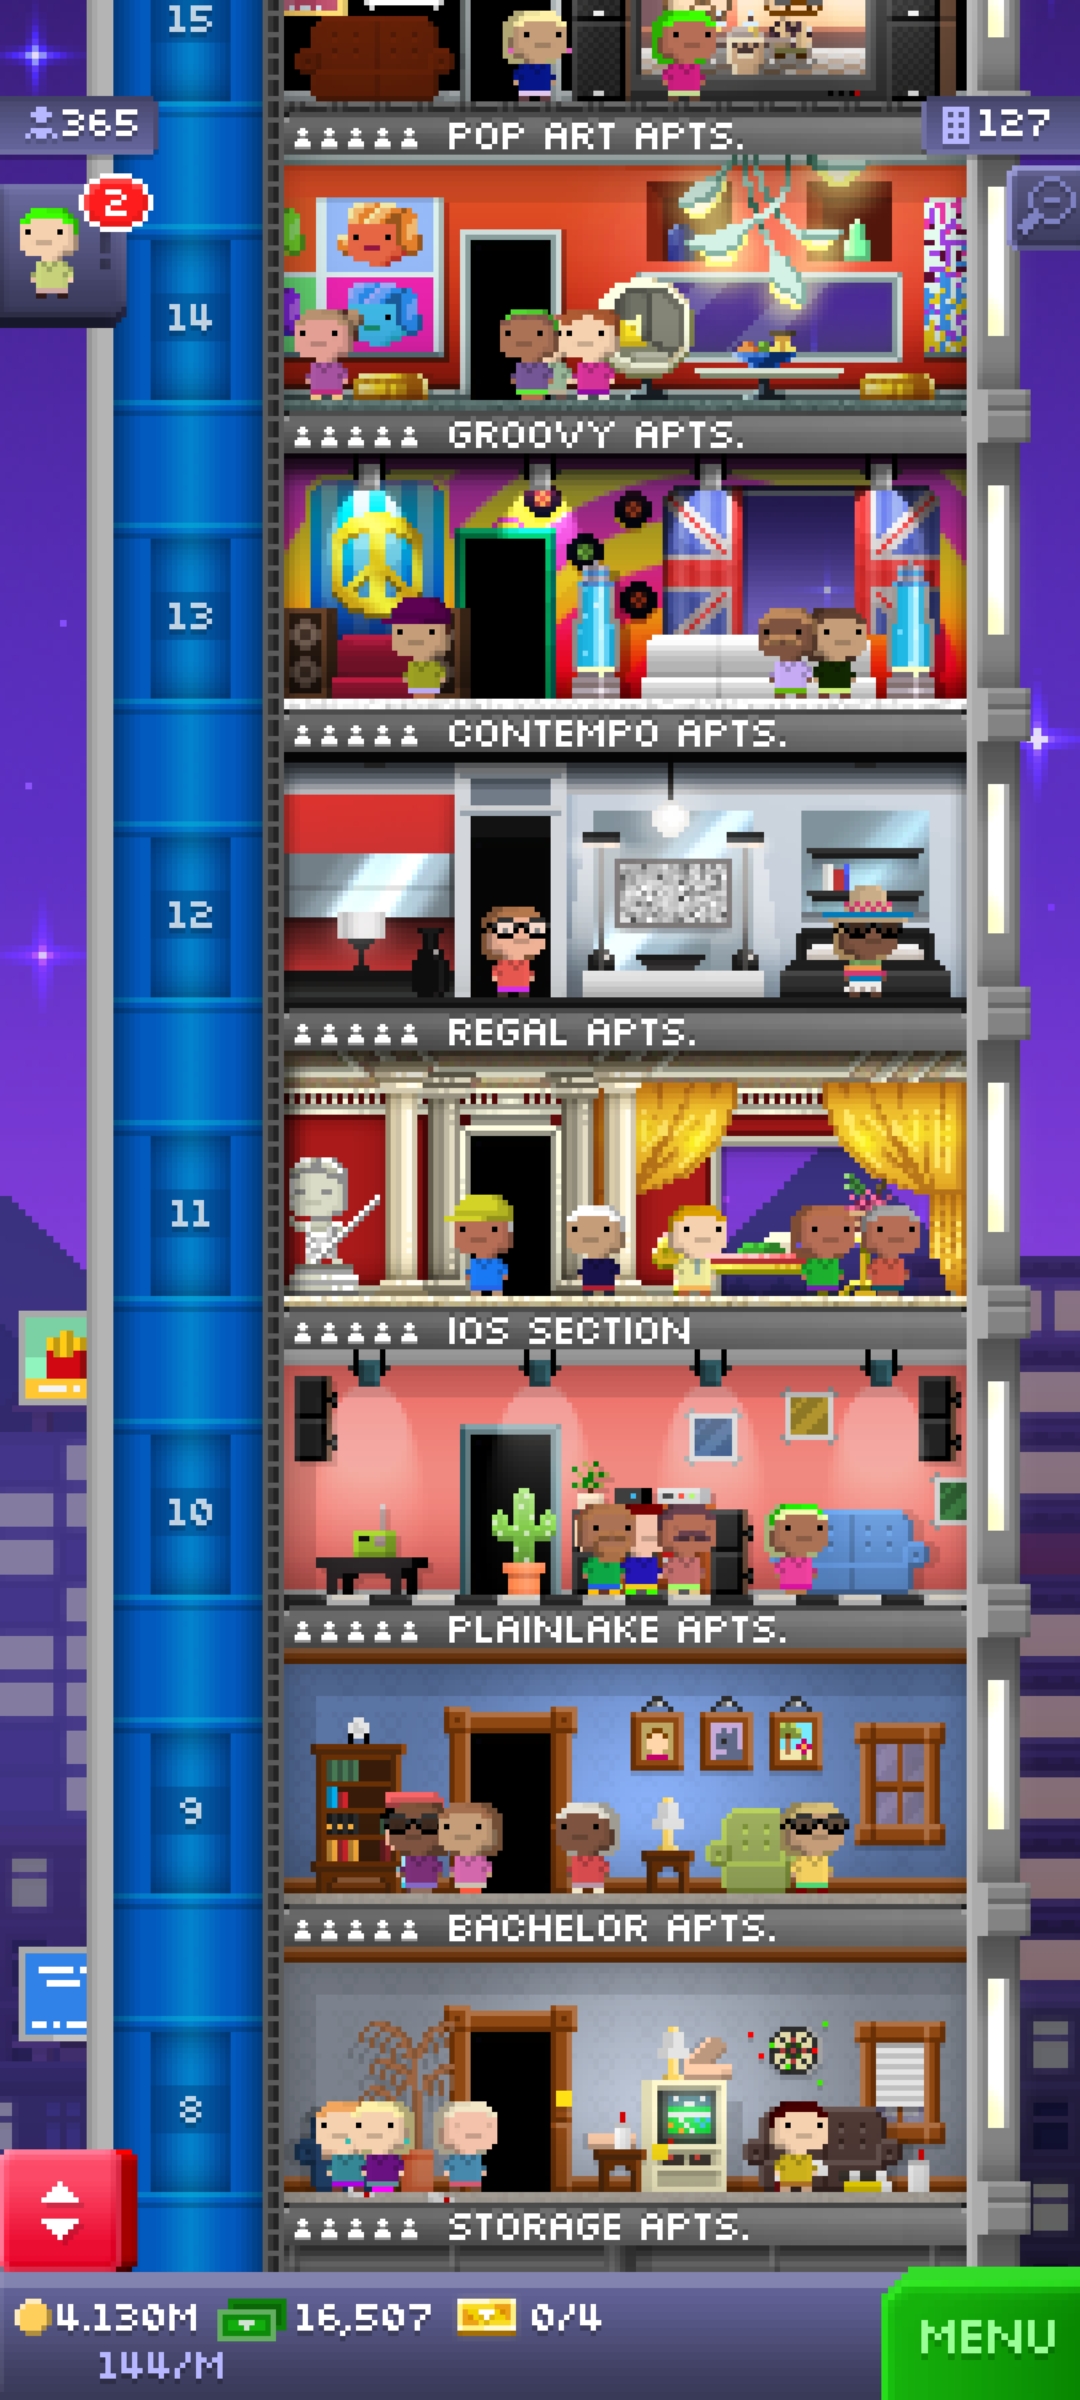 15
365
POP ART APTS.
127
2
14
GROOVY APTS.
13
CONTEMPO APTS.
12
REGAL APTS.
11
IOS SECTION
10
PLAINLAKE APTS.
9
BACHELOR APTS.
8
STORAGE APTS.
4.130M 16,507 0/4
144/M
MENU